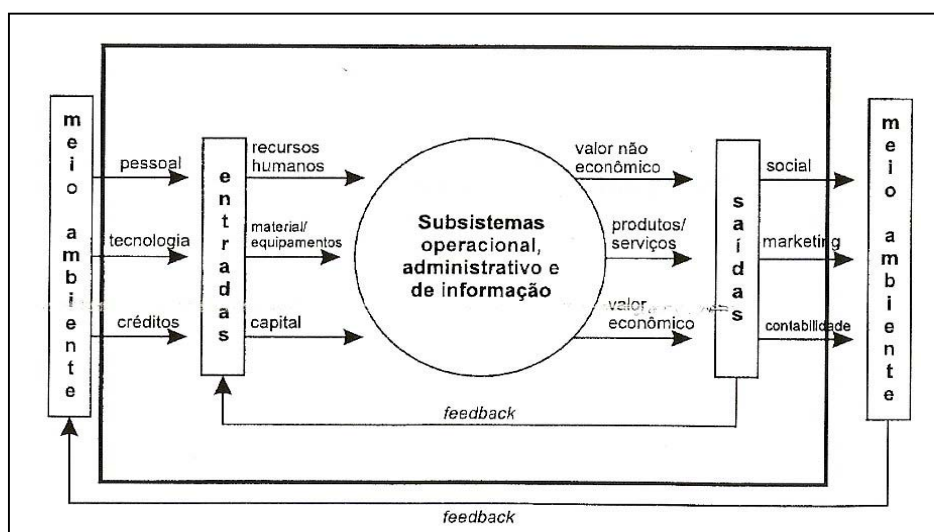 meio ambiente
pessoal
tecnologia
créditos
entradas
recursos
humanos
material/
equipamentos
capital
Subsistemas
operacional,
administrativo e
de informação
valor não
econômico
produtos/
serviços
valor
econômico
saídas
social
marketing
contabilidade
meio ambiente
feedback
feedback